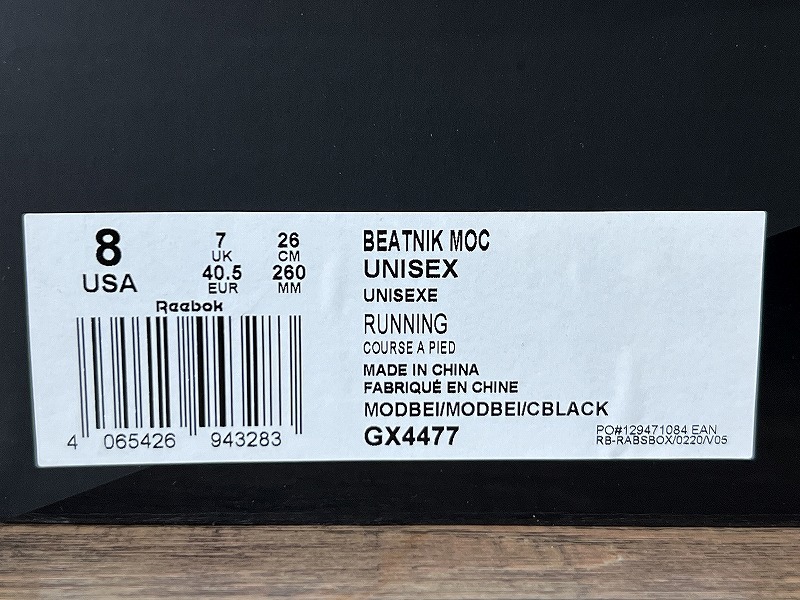 8
USA
7
UK
40.5
EUR
26
CM
260
MM
Reebok
4 065426 943283
BEATNIK MOC
UNISEX
UNISEXE
RUNNING
COURSE A PIED
MADE IN CHINA
FABRIQUÉ EN CHINE
MODBEI/MODBEI/CBLACK
GX4477
PO#129471084 EAN
RB-RABSBOX/0220/V05